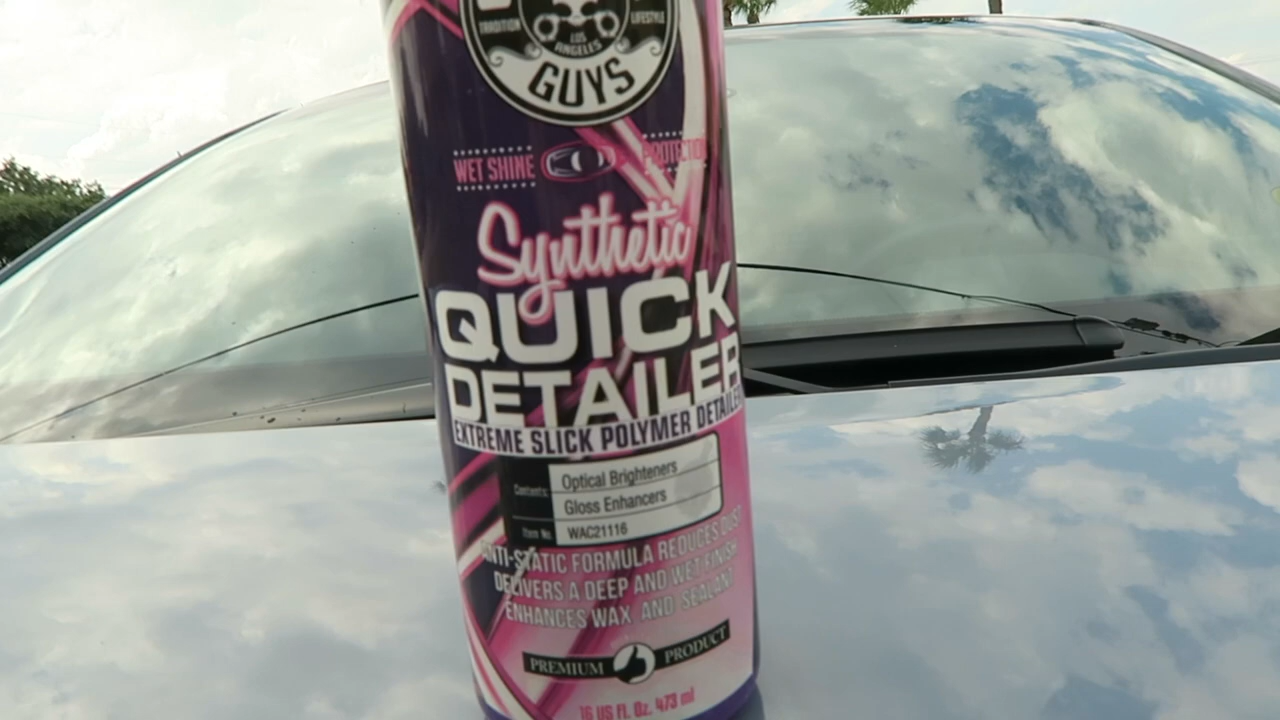 TRADITION
LIFESTYLE
LOS
ANGELES
GUYS
WET SHINE PROTECTION
Synthetic
QUICK
DETAILER
EXTREME SLICK POLYMER DETAILER
Contents: Optical Brighteners
Gloss Enhancers
Item No. WAC21116
ANTI-STATIC FORMULA REDUCES DUST
DELIVERS A DEEP AND WET FINISH
ENHANCES WAX AND SEALANT
PREMIUM PRODUCT
16 US fl. Oz. 473 ml